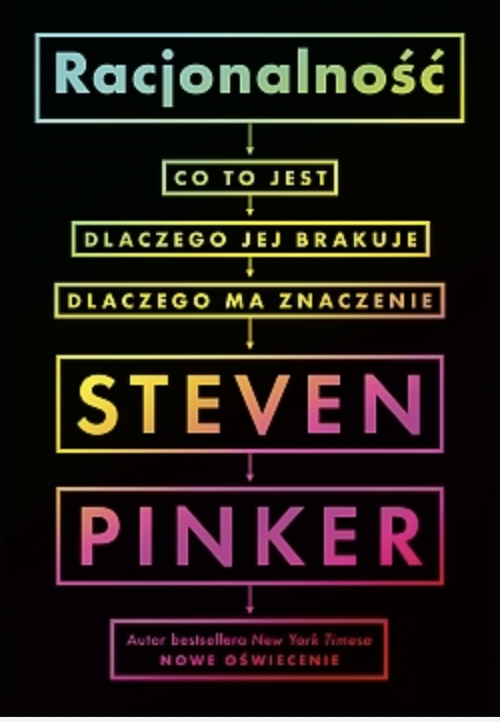 Racjonalność
CO TO JEST
DLACZEGO JEJ BRAKUJE
DLACZEGO MA ZNACZENIE
STEVEN
PINKER
Autor bestsellera New York Timesa
NOWE OŚWIECENIE